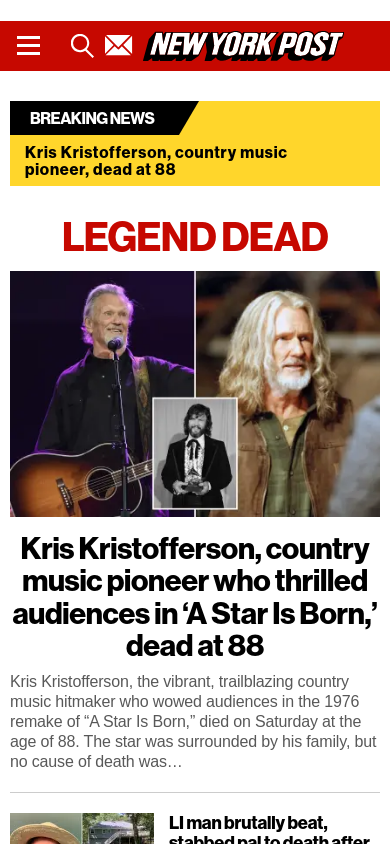 NEW YORK POST
BREAKING NEWS
Kris Kristofferson, country music
pioneer, dead at 88
LEGEND DEAD
Kris Kristofferson, country
music pioneer who thrilled
audiences in ‘A Star Is Born,’
dead at 88
Kris Kristofferson, the vibrant, trailblazing country
music hitmaker who wowed audiences in the 1976
remake of “A Star Is Born,” died on Saturday at the
age of 88. The star was surrounded by his family, but
no cause of death was…
LI man brutally beat,
stabbed pal to death after